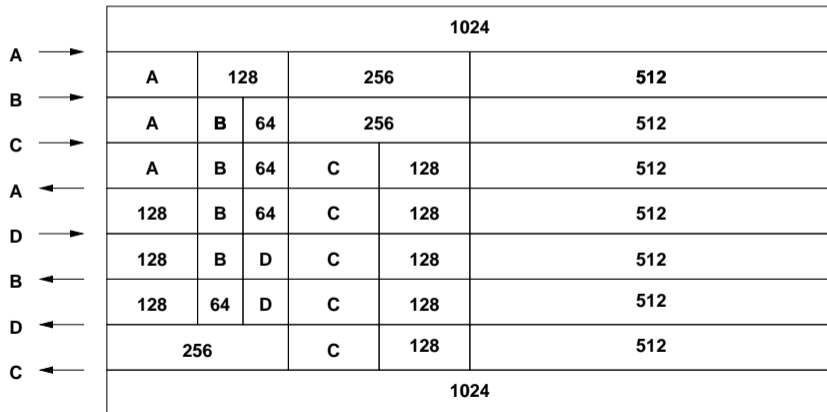 1024
A
A 128 256 512
B
A B 64 256 512
C
A B 64 C 128 512
A
128 B 64 C 128 512
D
128 B D C 128 512
B
128 64 D C 128 512
D
256 C 128 512
C
1024